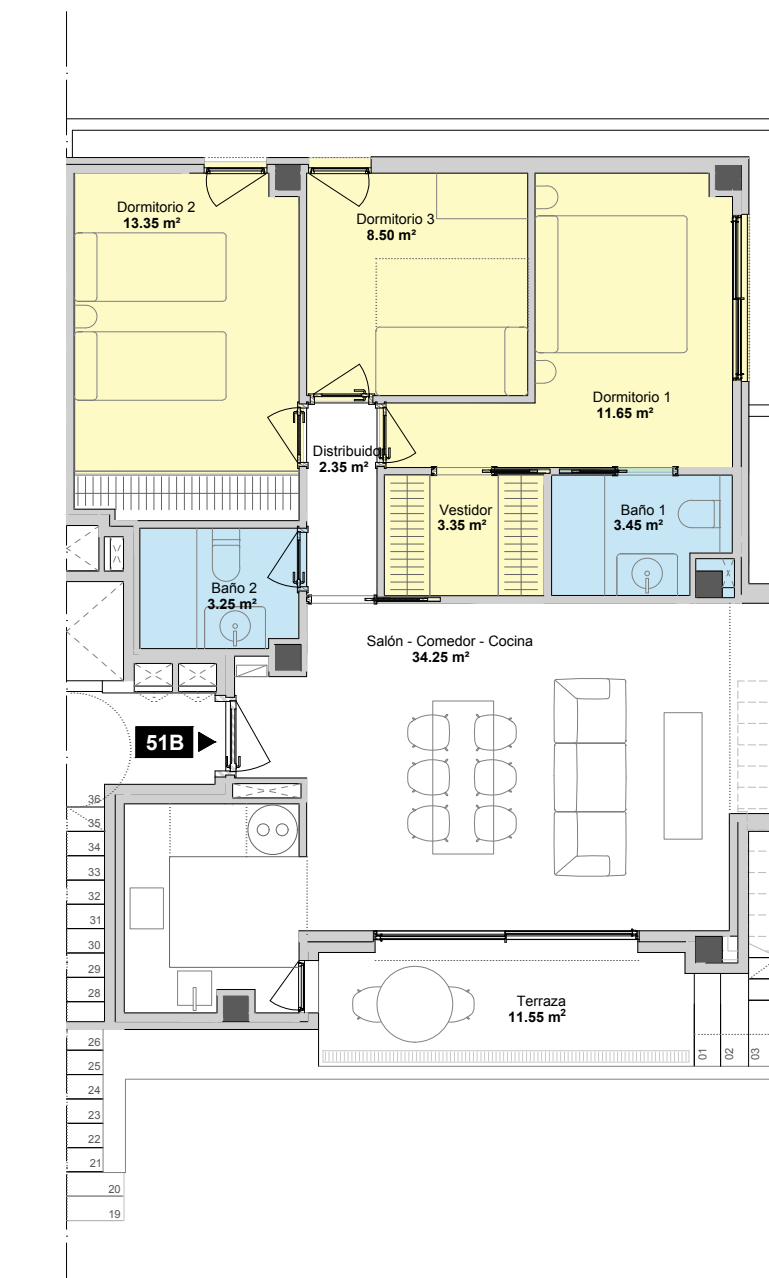 Dormitorio 2
13.35 m²
Dormitorio 3
8.50 m²
Dormitorio 1
11.65 m²
Distribuidor
2.35 m²
Vestidor
3.35 m²
Baño 1
3.45 m²
Baño 2
3.25 m²
Salón - Comedor - Cocina
34.25 m²
51B
36
35
34
33
32
31
30
29
28
26
25
24
23
22
21
20
19
Terraza
11.55 m²
01
02
03